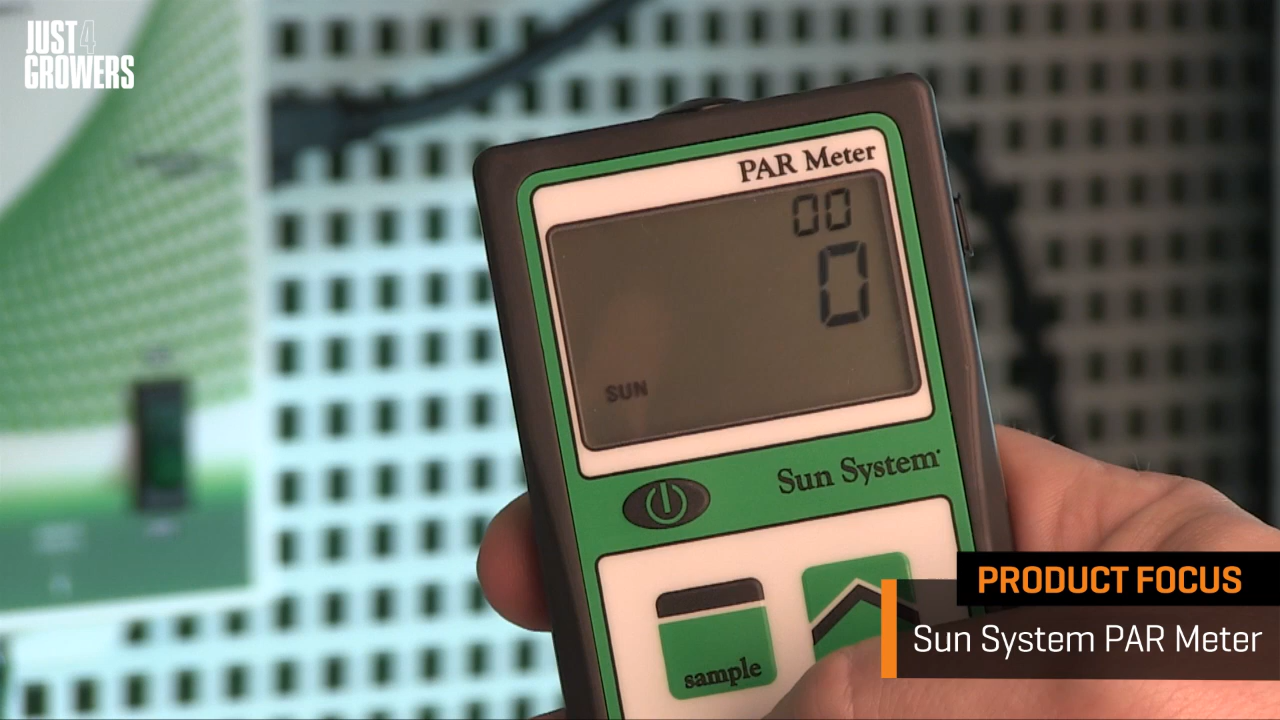 JUST 4
GROWERS
PAR Meter
00
0
SUN
Sun System
sample
PRODUCT FOCUS
Sun System PAR Meter